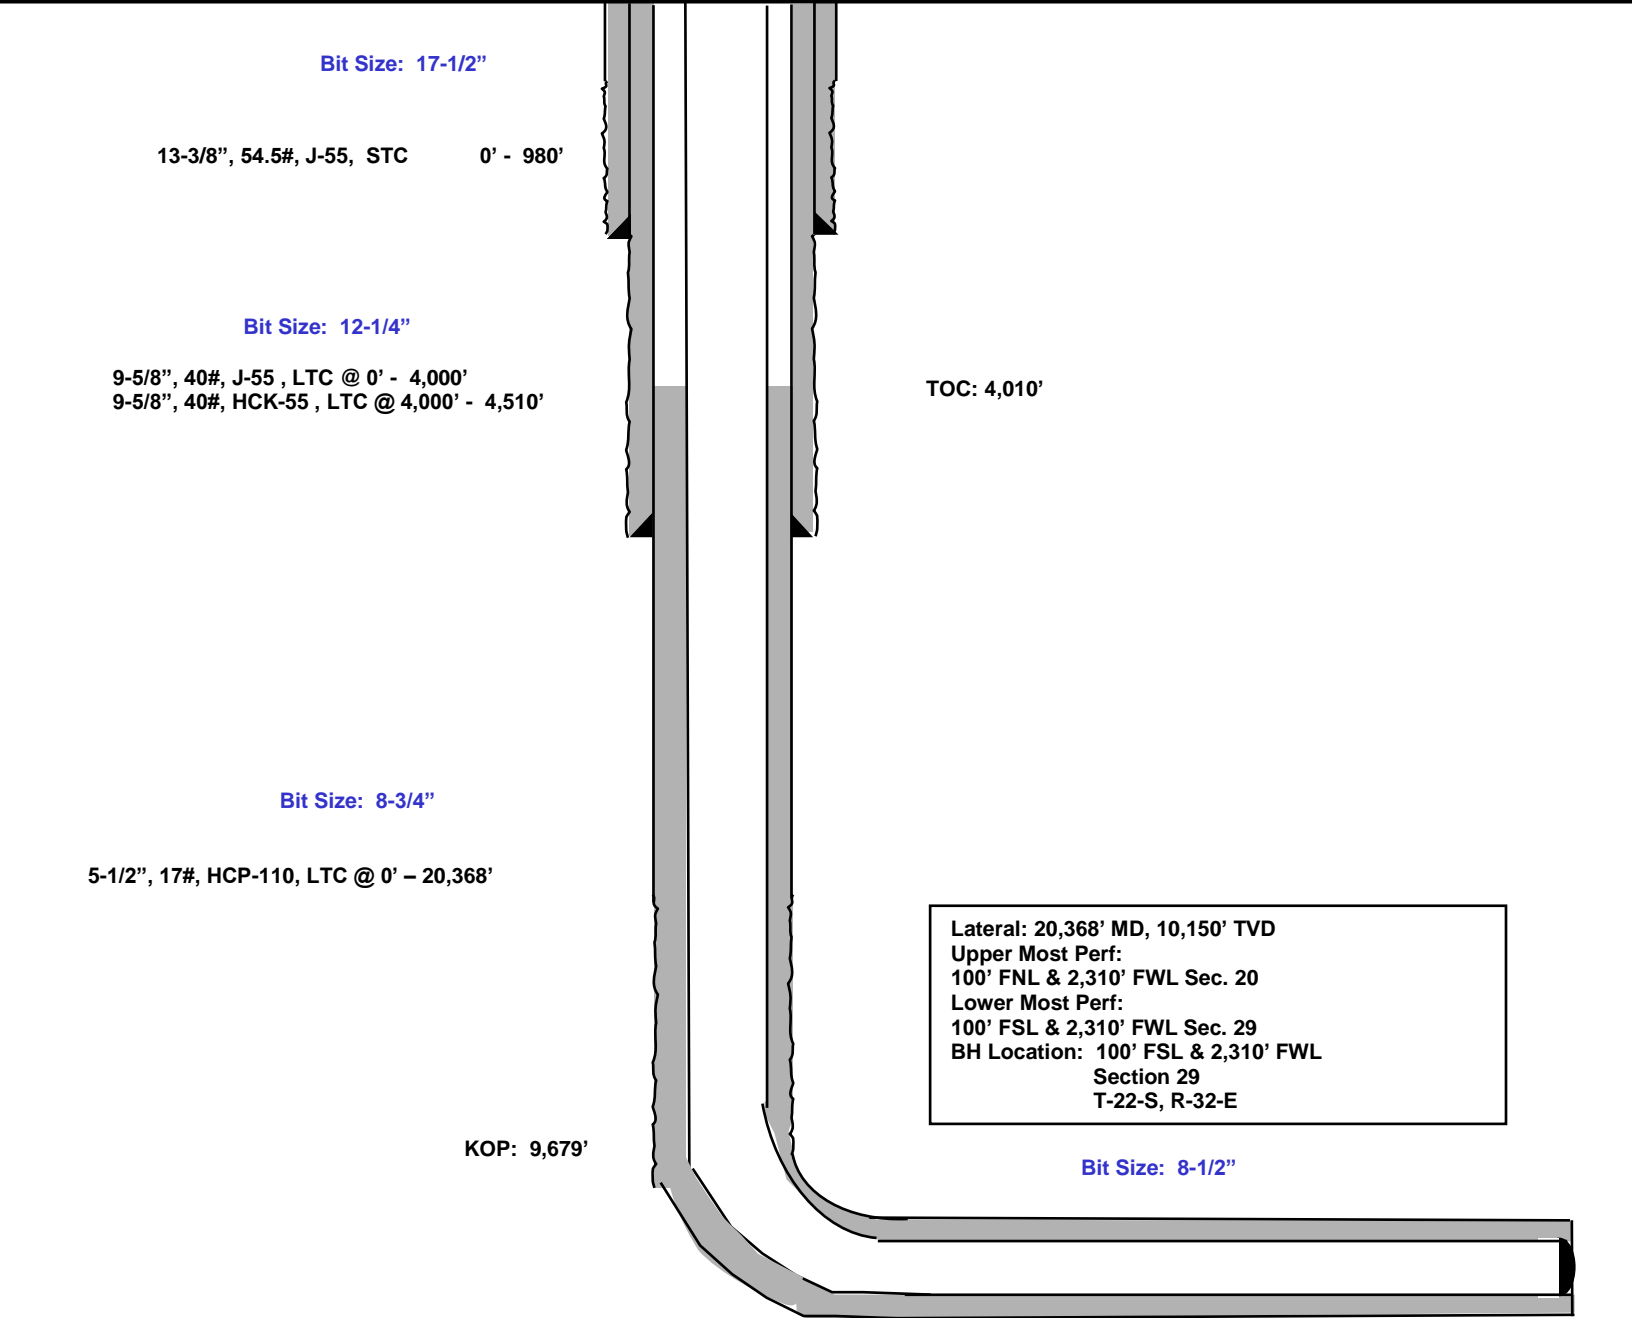 Bit Size: 17-1/2”
13-3/8”, 54.5#, J-55, STC 0’ - 980’
Bit Size: 12-1/4”
9-5/8”, 40#, J-55 , LTC @ 0’ - 4,000’
9-5/8”, 40#, HCK-55 , LTC @ 4,000’ - 4,510’
TOC: 4,010’
Bit Size: 8-3/4”
5-1/2”, 17#, HCP-110, LTC @ 0’ – 20,368’
Lateral: 20,368’ MD, 10,150’ TVD
Upper Most Perf:
100’ FNL & 2,310’ FWL Sec. 20
Lower Most Perf:
100’ FSL & 2,310’ FWL Sec. 29
BH Location: 100’ FSL & 2,310’ FWL
Section 29
T-22-S, R-32-E
KOP: 9,679’
Bit Size: 8-1/2”